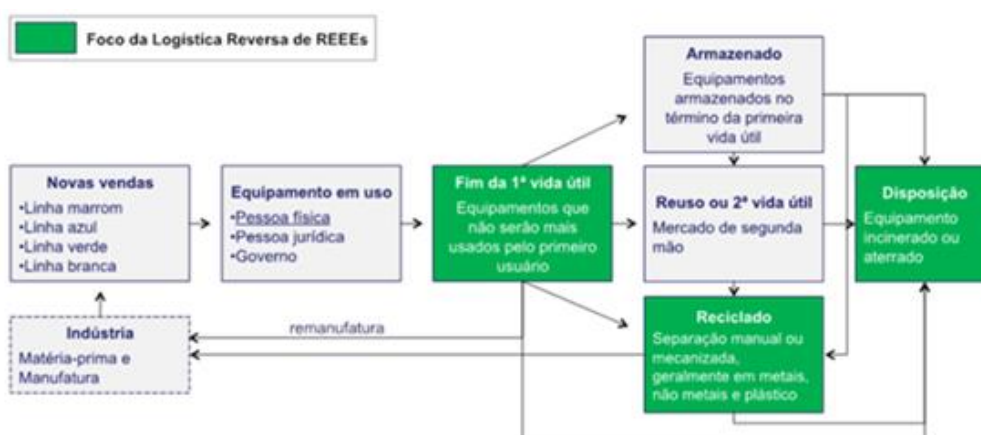 Foco da Logística Reversa de REEEs
Armazenado
Equipamentos
armazenados no
término da primeira
vida útil
Novas vendas
•Linha marrom
•Linha azul
•Linha verde
•Linha branca
Equipamento em uso
•Pessoa física
•Pessoa jurídica
•Governo
Fim da 1ª vida útil
Equipamentos que
não serão mais
usados pelo primeiro
usuário
Reuso ou 2ª vida útil
Mercado de segunda
mão
Disposição
Equipamento
incinerado ou
aterrado
Indústria
Matéria-prima e
Manufatura
remanufatura
Reciclado
Separação manual ou
mecanizada,
geralmente em metais,
não metais e plástico